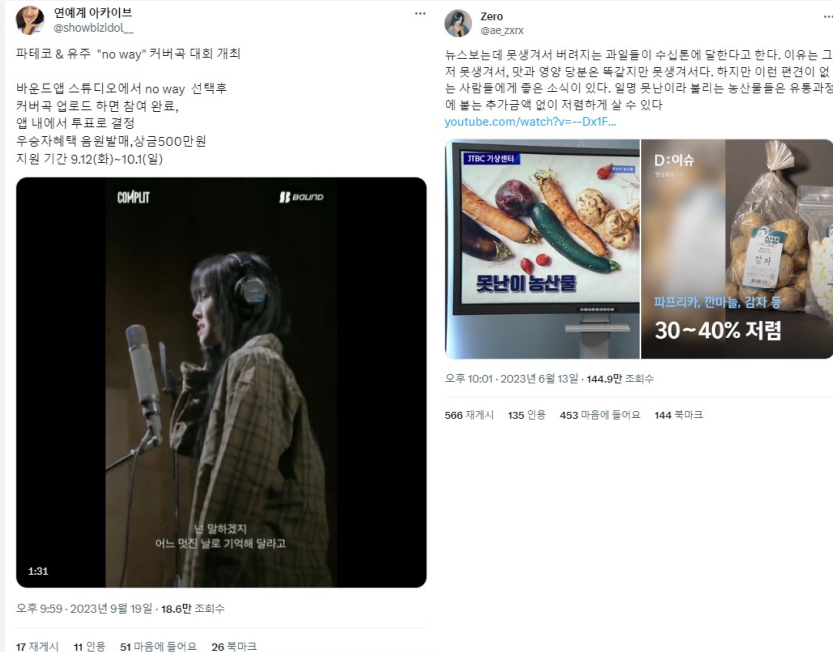 연예계 아카이브
@showbizidol__
파테코 & 유주 "no way" 커버곡 대회 개최
바운드앱 스튜디오에서 no way 선택후
커버곡 업로드 하면 참여 완료,
앱 내에서 투표로 결정
우승자혜택 음원발매,상금500만원
지원 기간 9.12(화)~10.1(일)
COMPLIT
BOUND
넌 말하겠지
어느 멋진 날로 기억해 달라고
1:31
오후 9:59 · 2023년 9월 19일 · 18.6만 조회수
17 재게시 11 인용 51 마음에 들어요 26 북마크
Zero
@ae_zxrx
뉴스보는데 못생겨서 버려지는 과일들이 수십톤에 달한다고 한다. 이유는 그
저 못생겨서, 맛과 영양 당분은 똑같지만 못생겨서다. 하지만 이런 편견이 없
는 사람들에게 좋은 소식이 있다. 일명 못난이라 불리는 농산물들은 유통과정
에 붙는 추가금액 없이 저렴하게 살 수 있다
youtube.com/watch?v=--Dx1F...
JTBC 기상센터
못난이 농산물
D:이슈
감자
파프리카, 깐마늘, 감자 등
30~40% 저렴
오후 10:01 · 2023년 6월 13일 · 144.9만 조회수
566 재게시 135 인용 453 마음에 들어요 144 북마크